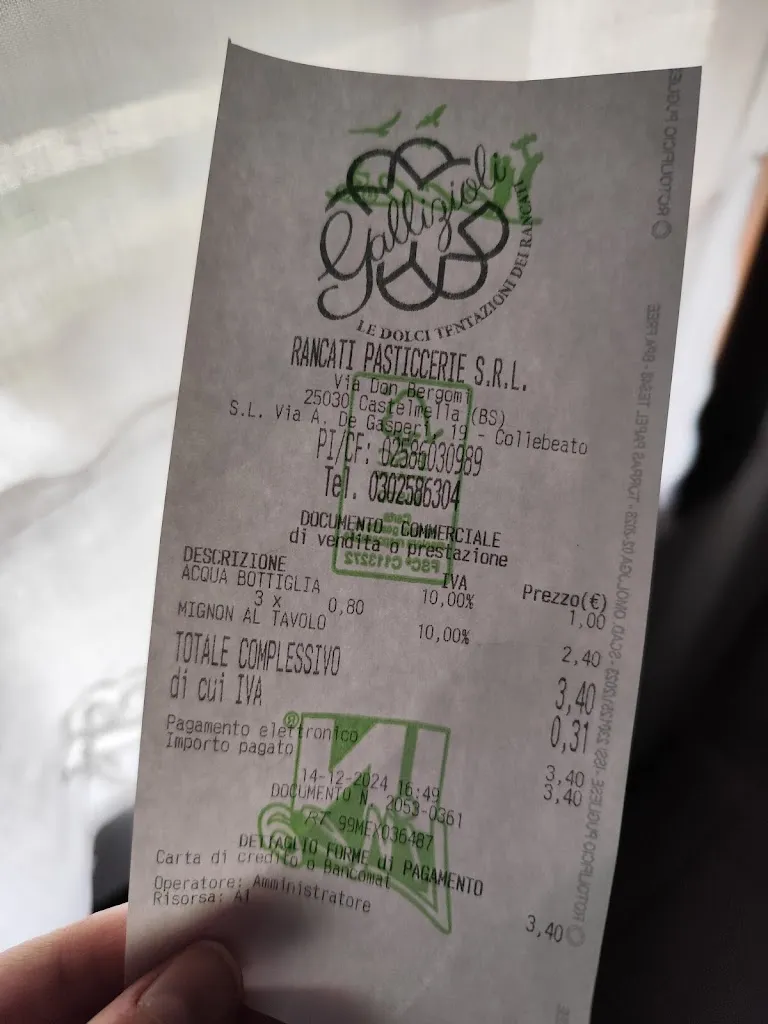 Gallizioli
LE DOLCI TENTAZIONI DEI RANCATI
RANCATI PASTICCERIE S.R.L.
Via Don Bergomi
25030 Castelmella (BS)
S.L. Via A. De Gasperi, 19 - Collebeato
PI/CF: 02586030989
Tel. 0302586304
DOCUMENTO COMMERCIALE
di vendita o prestazione
DESCRIZIONE IVA Prezzo(€)
ACQUA BOTTIGLIA 10,00% 1,00
3 x 0,80
MIGNON AL TAVOLO 10,00% 2,40
TOTALE COMPLESSIVO 3,40
di cui IVA 0,31
Pagamento elettronico 3,40
Importo pagato 3,40
14-12-2024 16:49
DOCUMENTO N. 2053-0361
RT 99MEX036487
DETTAGLIO FORME di PAGAMENTO
Carta di credito o Bancomat 3,40
Operatore: Amministratore
Risorsa: A1
FSC® C113272